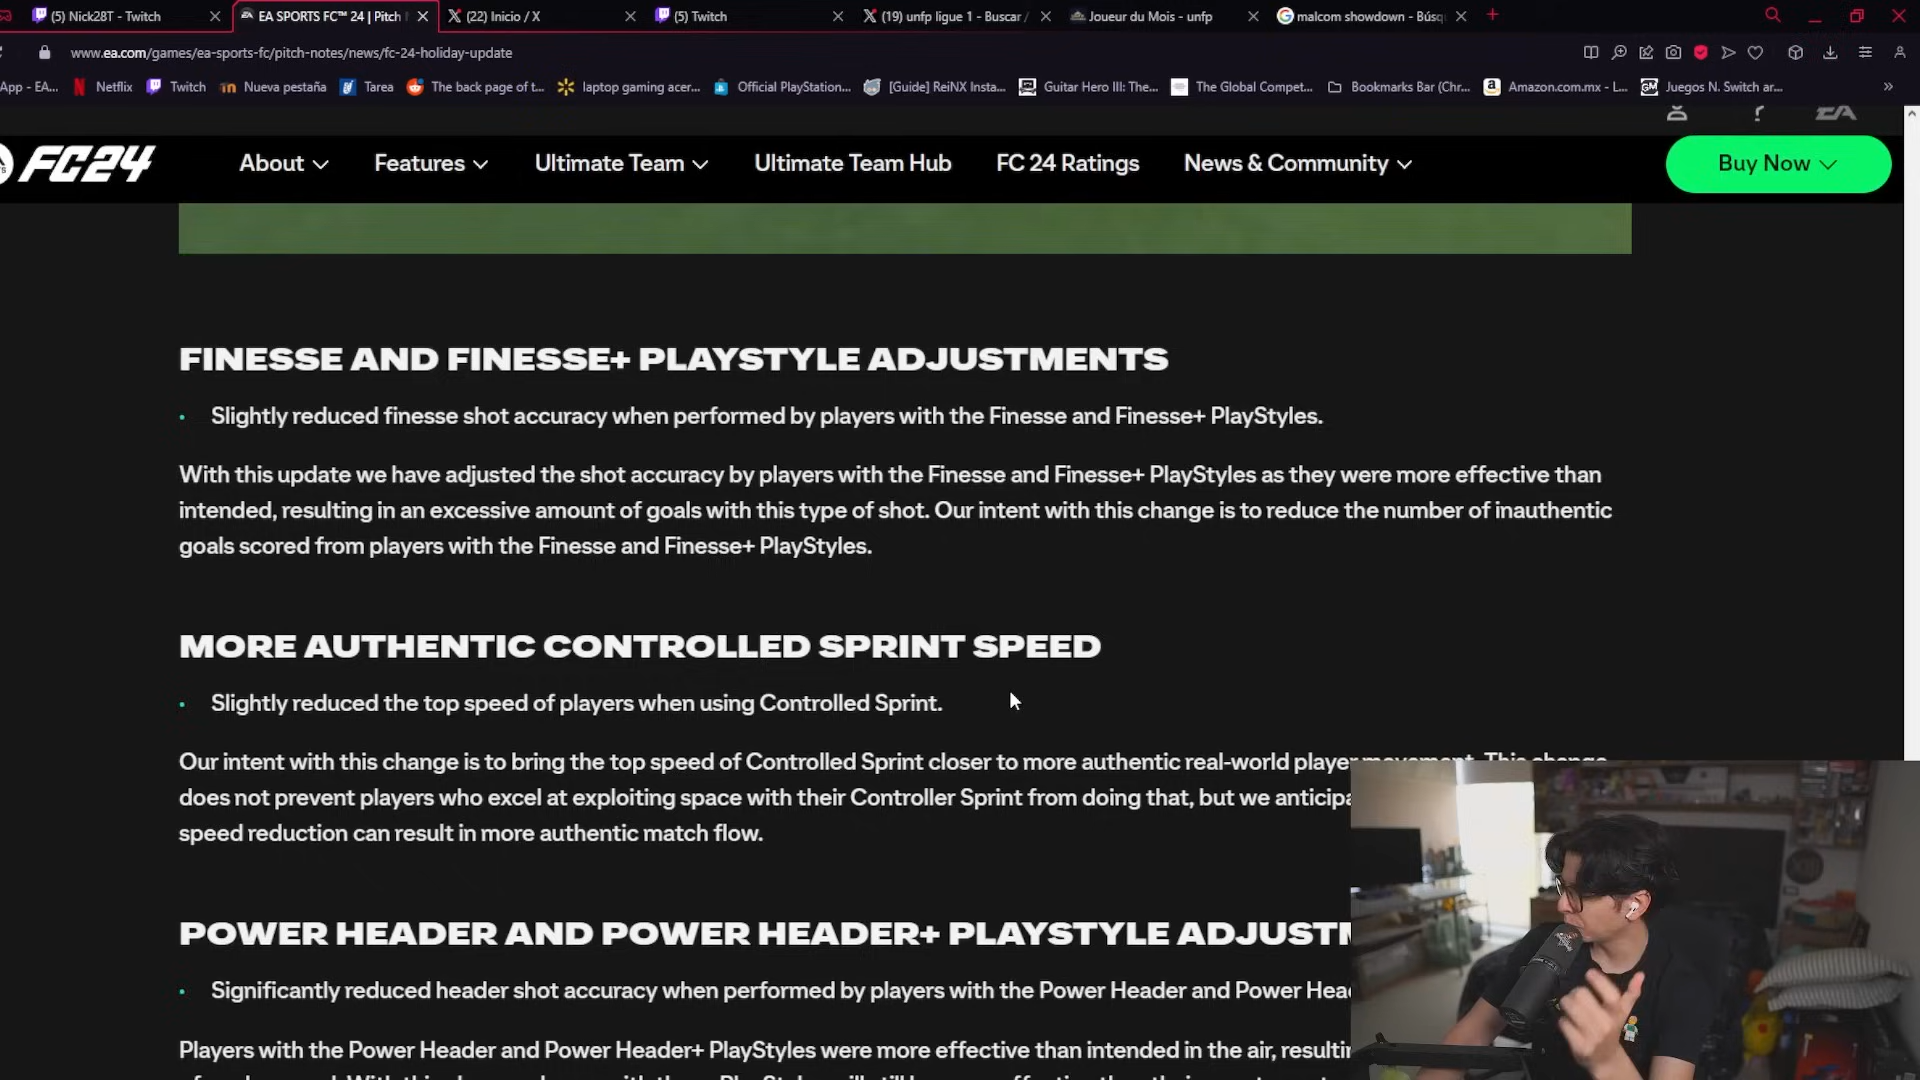 (5) Nick28T - Twitch
EA SPORTS FC™ 24 | Pitch
(22) Inicio / X
(5) Twitch
(19) unfp ligue 1 - Buscar /
Joueur du Mois - unfp
malcom showdown - Búsq
www.ea.com/games/ea-sports-fc/pitch-notes/news/fc-24-holiday-update
App - EA...
Netflix
Twitch
Nueva pestaña
Tarea
The back page of t...
laptop gaming acer...
Official PlayStation...
[Guide] ReiNX Insta...
Guitar Hero III: The...
The Global Compet...
Bookmarks Bar (Chr...
Amazon.com.mx - L...
Juegos N. Switch ar...
EA
FC24
About
Features
Ultimate Team
Ultimate Team Hub
FC 24 Ratings
News & Community
Buy Now
FINESSE AND FINESSE+ PLAYSTYLE ADJUSTMENTS
• Slightly reduced finesse shot accuracy when performed by players with the Finesse and Finesse+ PlayStyles.
With this update we have adjusted the shot accuracy by players with the Finesse and Finesse+ PlayStyles as they were more effective than
intended, resulting in an excessive amount of goals with this type of shot. Our intent with this change is to reduce the number of inauthentic
goals scored from players with the Finesse and Finesse+ PlayStyles.
MORE AUTHENTIC CONTROLLED SPRINT SPEED
• Slightly reduced the top speed of players when using Controlled Sprint.
Our intent with this change is to bring the top speed of Controlled Sprint closer to more authentic real-world player movement. This change
does not prevent players who excel at exploiting space with their Controller Sprint from doing that, but we anticipa
speed reduction can result in more authentic match flow.
POWER HEADER AND POWER HEADER+ PLAYSTYLE ADJUSTM
• Significantly reduced header shot accuracy when performed by players with the Power Header and Power Hea
Players with the Power Header and Power Header+ PlayStyles were more effective than intended in the air, resultin